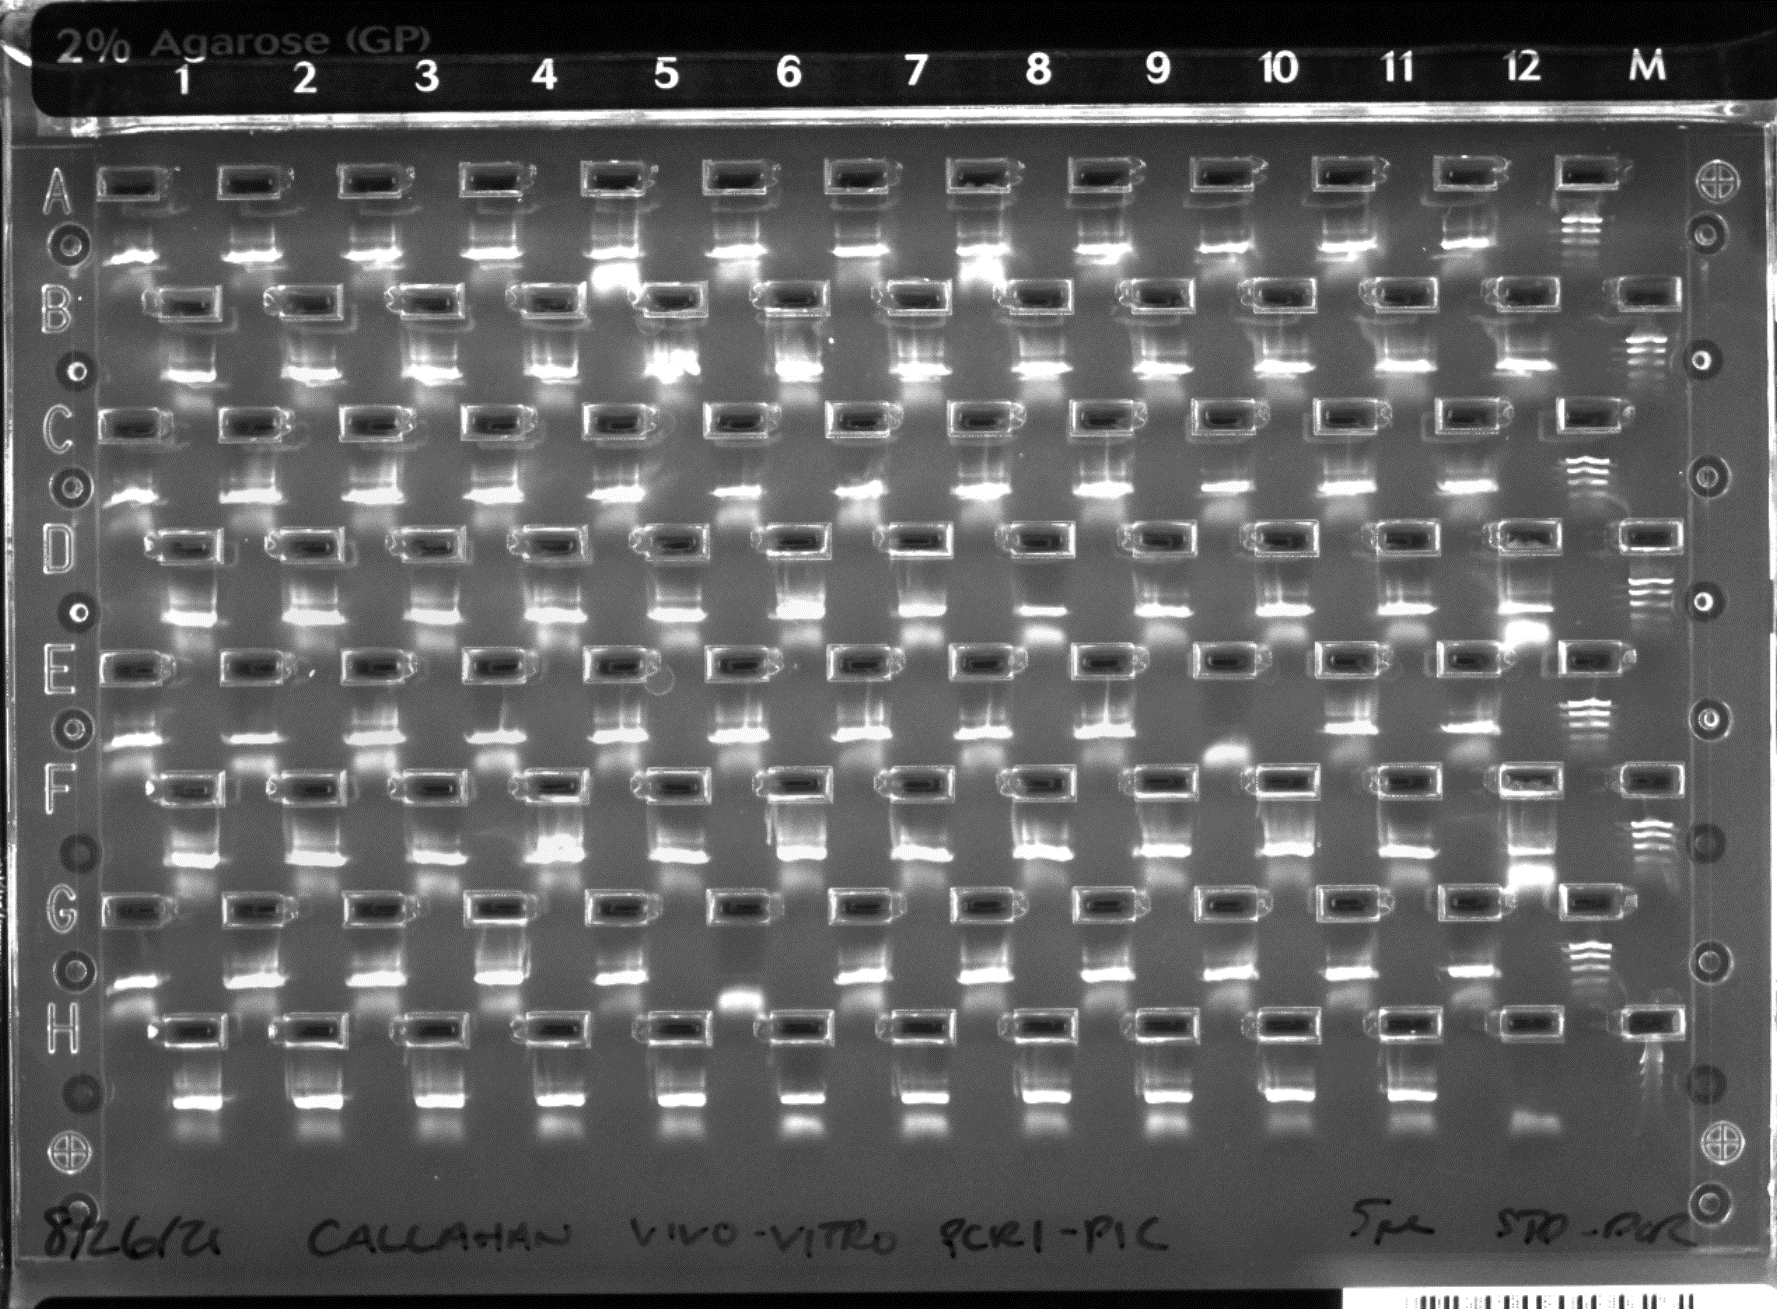 2% Agarose (GP)
1 2 3 4 5 6 7 8 9 10 11 12 M
A
B
C
D
E
F
G
H
8/26/21 CALLAHAN VIVO-VITRO PCR1-PIC 5µL STD-PCR